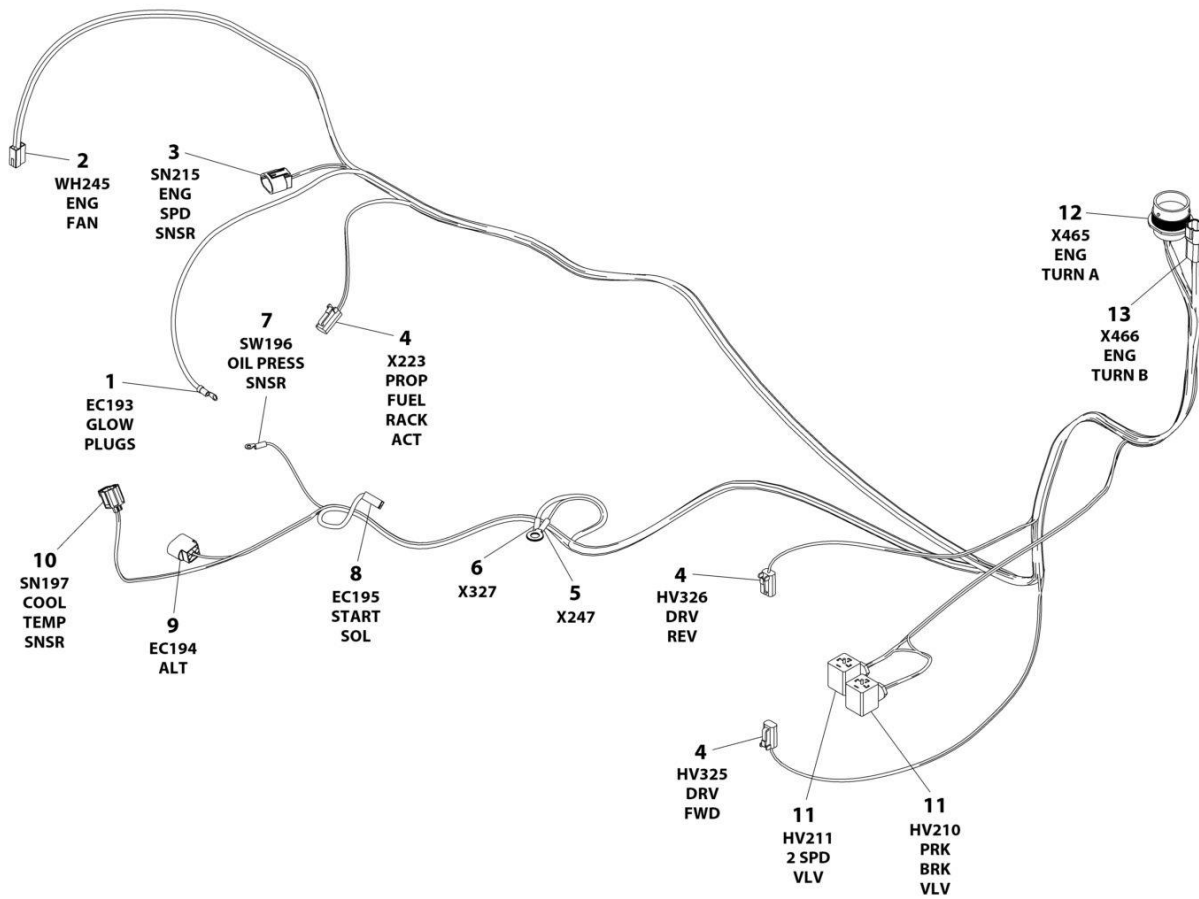 2
WH245
ENG
FAN
3
SN215
ENG
SPD
SNSR
12
X465
ENG
TURN A
13
X466
ENG
TURN B
7
SW196
OIL PRESS
SNSR
4
X223
PROP
FUEL
RACK
ACT
1
EC193
GLOW
PLUGS
10
SN197
COOL
TEMP
SNSR
9
EC194
ALT
8
EC195
START
SOL
6
X327
5
X247
4
HV326
DRV
REV
4
HV325
DRV
FWD
11
HV211
2 SPD
VLV
11
HV210
PRK
BRK
VLV